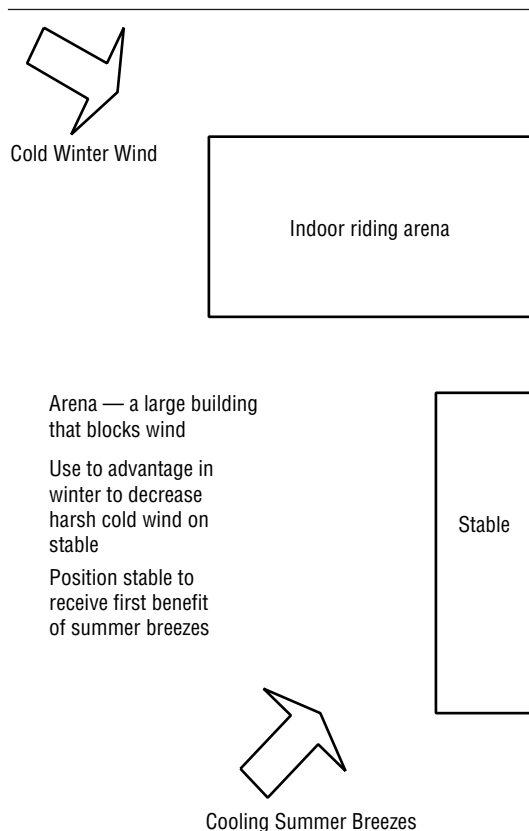 Cold Winter Wind
Indoor riding arena
Arena — a large building
that blocks wind
Use to advantage in
winter to decrease
harsh cold wind on
stable
Position stable to
receive first benefit
of summer breezes
Stable
Cooling Summer Breezes